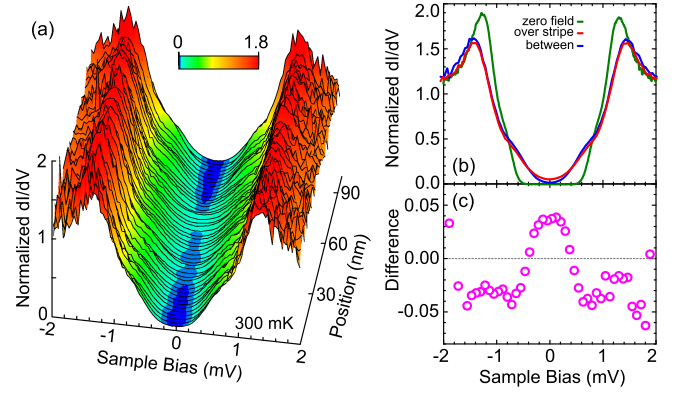 (a)
0 1.8
Normalized dI/dV
2
1
0
-2 -1 0 1 2
Sample Bias (mV)
300 mK
30
60
90
Position (nm)
2.0
1.5
1.0
0.5
0.0
Normalized dI/dV
zero field
over stripe
between
(b)
(c)
0.05
0.00
-0.05
Difference
-2 -1 0 1 2
Sample Bias (mV)